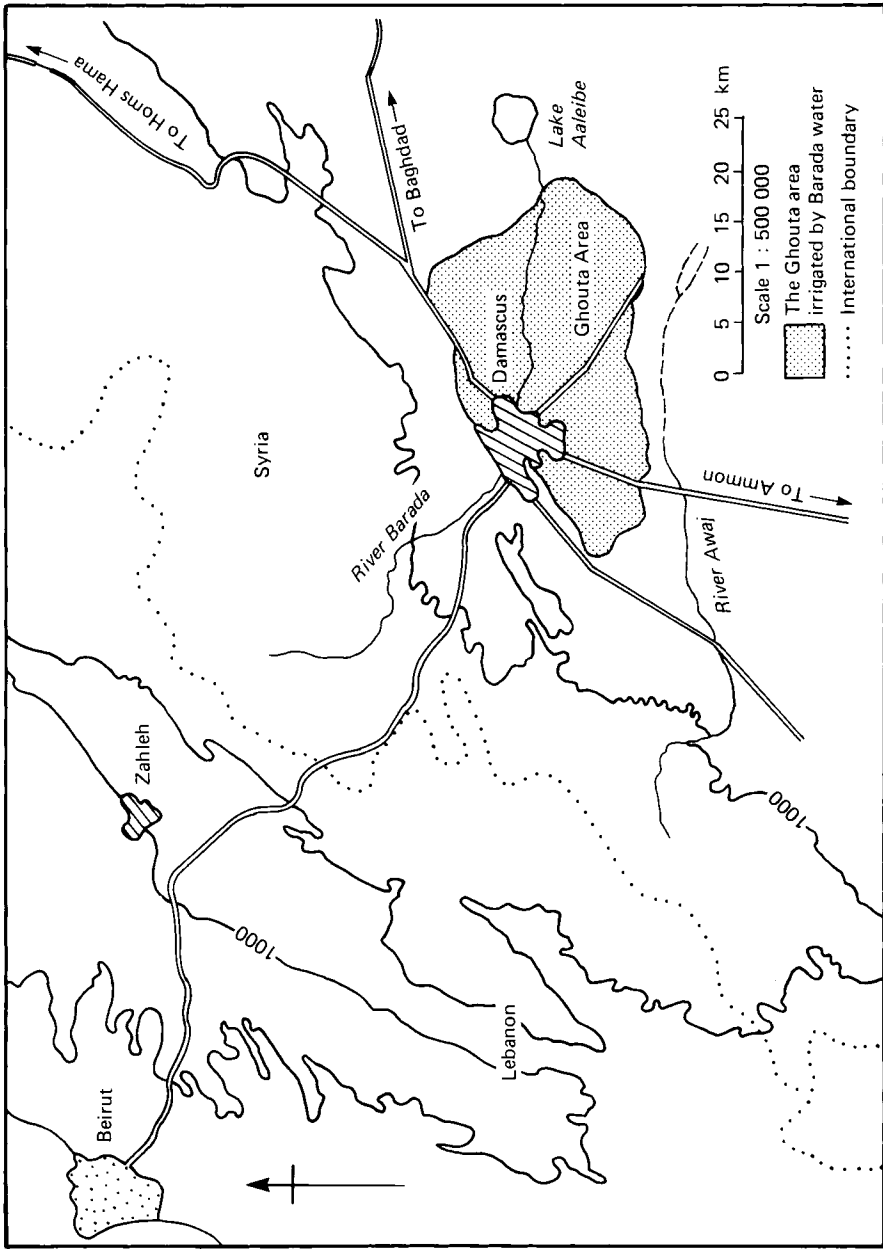 To Homs Hama
To Baghdad
Lake
Aaleibe
Syria
River Barada
Damascus
Ghouta Area
Zahleh
Beirut
1000
Lebanon
1000
River Awaj
To Ammon
0 5 10 15 20 25 km
Scale 1 : 500 000
The Ghouta area
irrigated by Barada water
International boundary